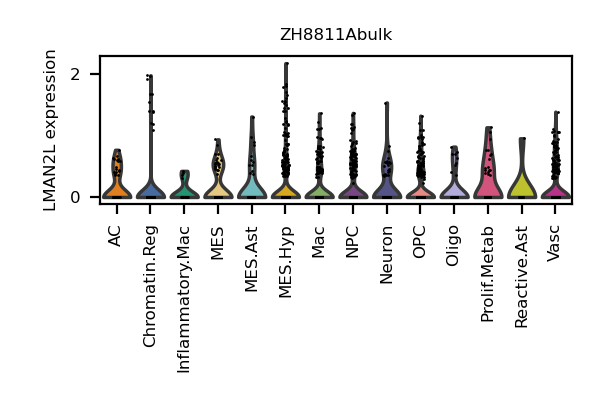 ZH8811Abulk
LMAN2L expression
2
0
AC
Chromatin.Reg
Inflammatory.Mac
MES
MES.Ast
MES.Hyp
Mac
NPC
Neuron
OPC
Oligo
Prolif.Metab
Reactive.Ast
Vasc